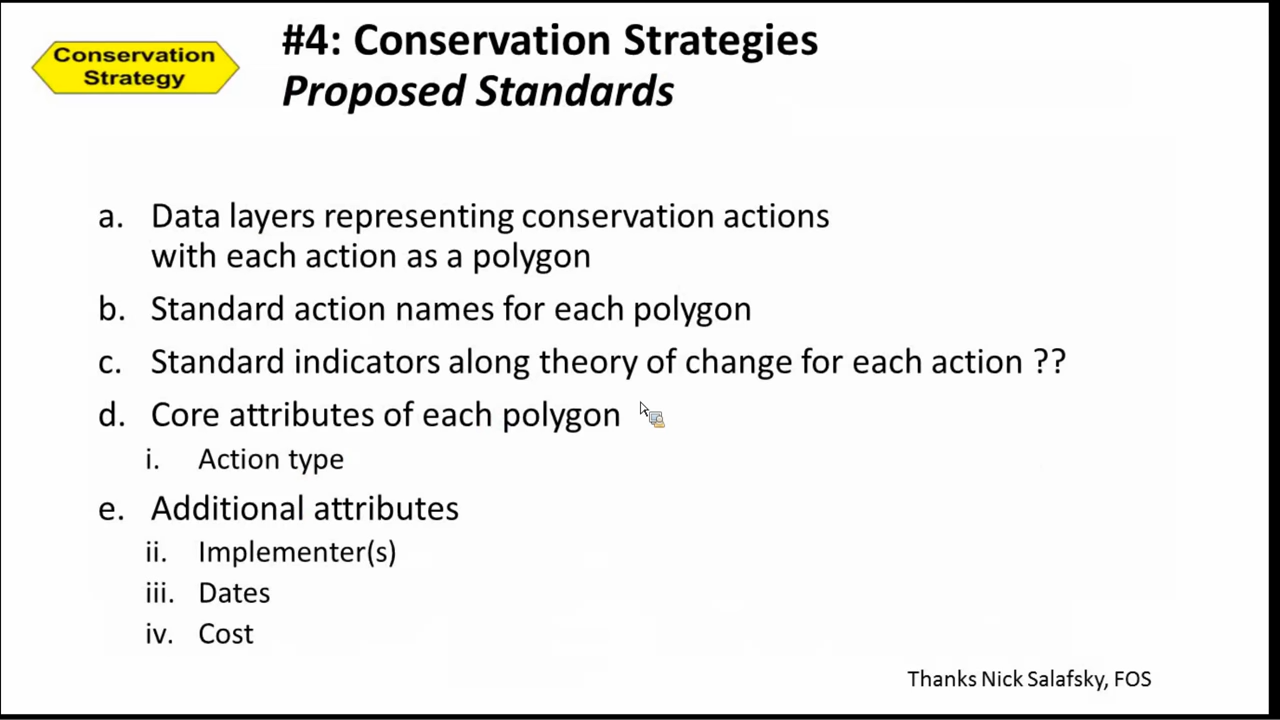 Conservation
Strategy
#4: Conservation Strategies
Proposed Standards
a. Data layers representing conservation actions
with each action as a polygon
b. Standard action names for each polygon
c. Standard indicators along theory of change for each action ??
d. Core attributes of each polygon
i. Action type
e. Additional attributes
ii. Implementer(s)
iii. Dates
iv. Cost
Thanks Nick Salafsky, FOS